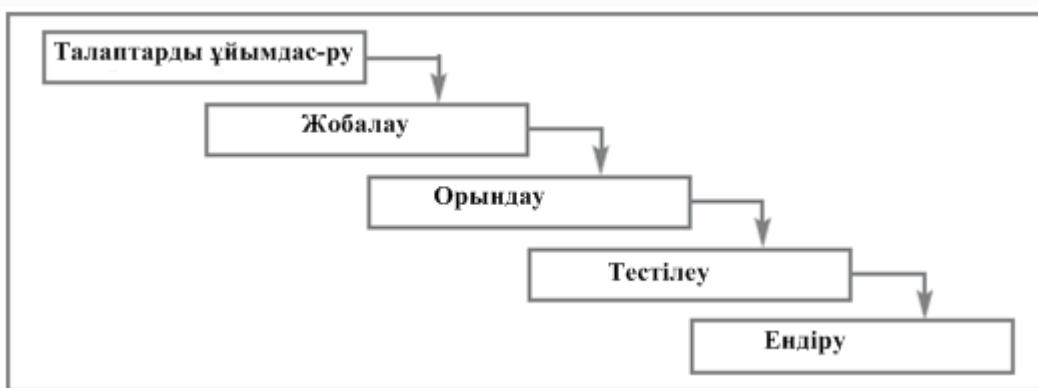 Талаптарды ұйымдас-ру
Жобалау
Орындау
Тестілеу
Ендіру